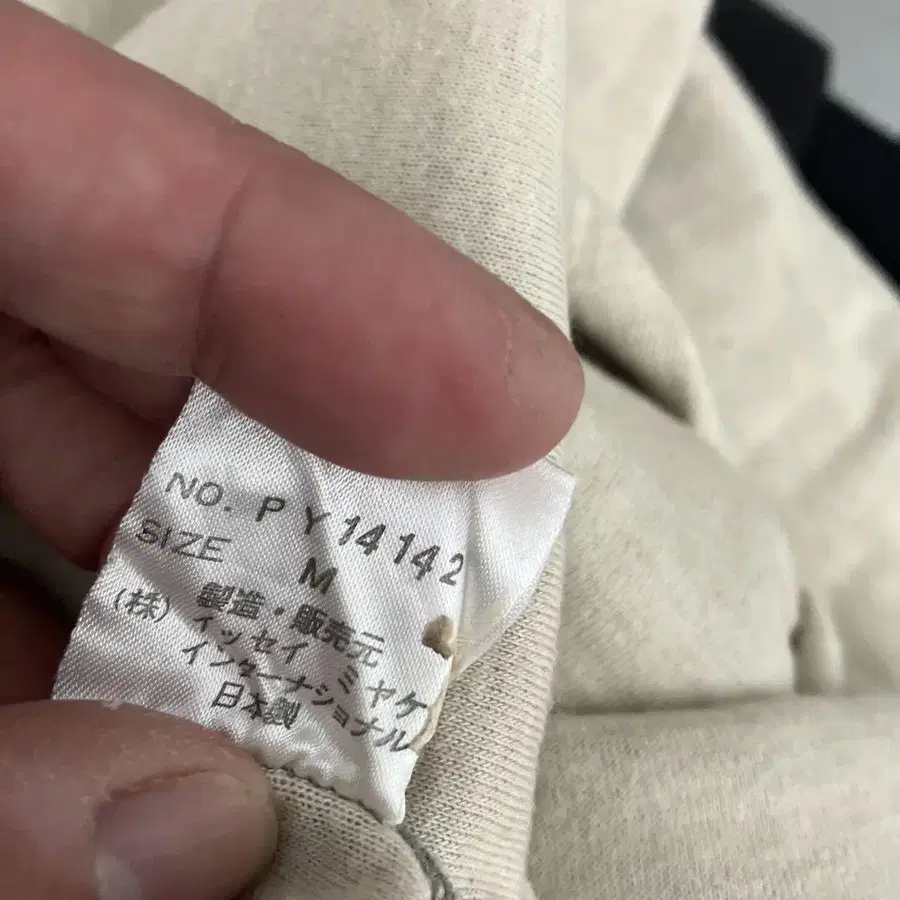 NO. PY14142
SIZE M
製造・販売元
(株) イッセイ ミヤケ
インターナショナル
日本製